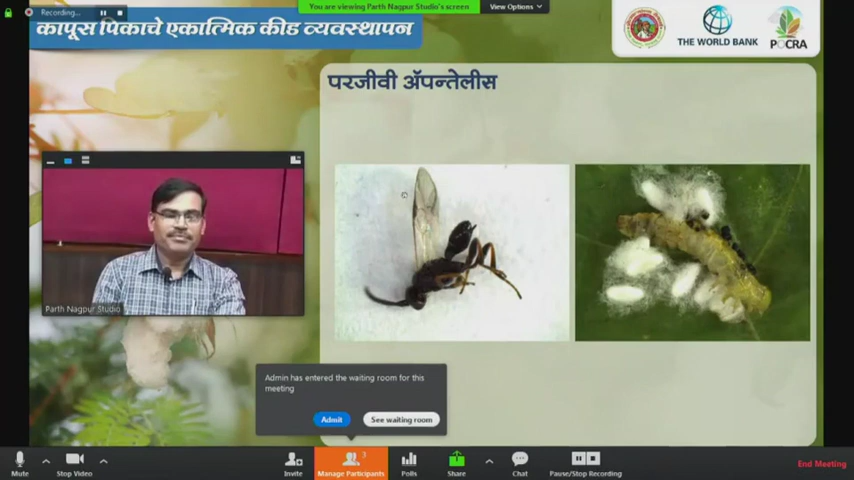 Recording...
You are viewing Parth Nagpur Studio's screen
View Options
कापूस पिकाचे एकात्मिक कीड व्यवस्थापन
THE WORLD BANK
POCRA
परजीवी ॲपन्तेलीस
Parth Nagpur Studio
Admin has entered the waiting room for this
meeting
Admit
See waiting room
3
Mute
Stop Video
Invite
Manage Participants
Polls
Share
Chat
Pause/Stop Recording
End Meeting